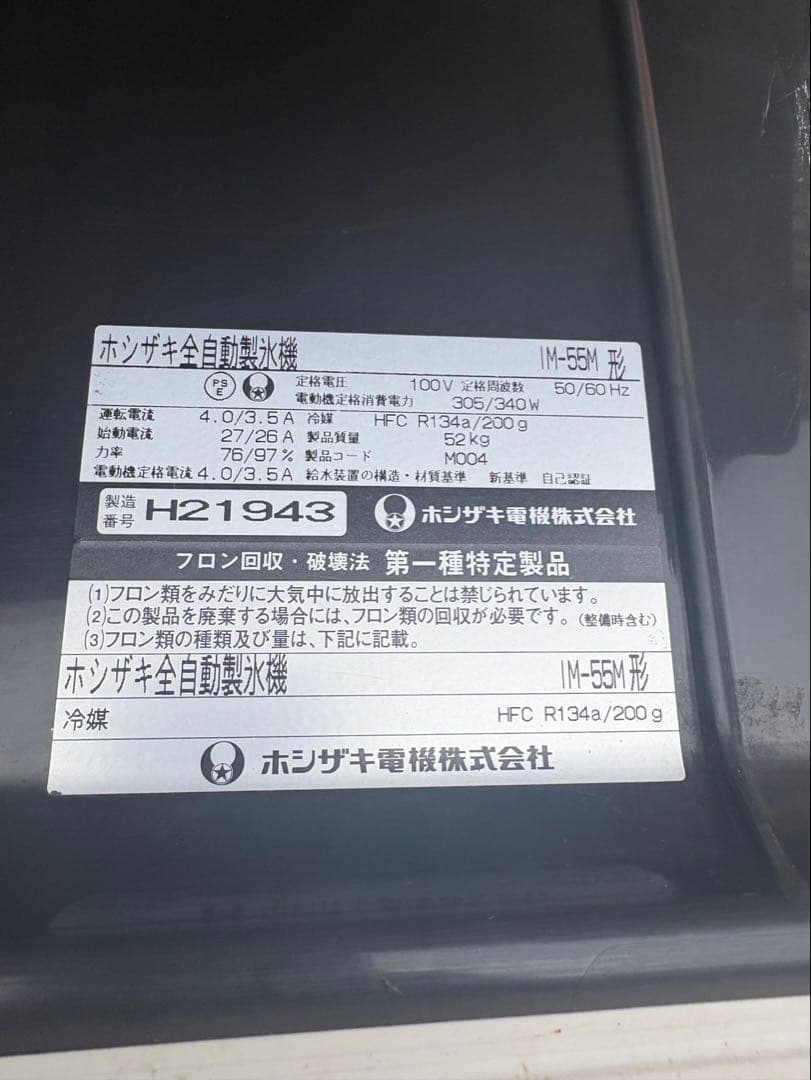 ホシザキ全自動製氷機 IM-55M 形
PS E 定格電圧 100V 定格周波数 50/60Hz
電動機定格消費電力 305/340W
運転電流 4.0/3.5A 冷媒 HFC R134a/200g
始動電流 27/26A 製品質量 52kg
力率 76/97% 製品コード M004
電動機定格電流 4.0/3.5A 給水装置の構造・材質基準 新基準 自己認証
製造番号 H21943 ホシザキ電機株式会社
フロン回収・破壊法 第一種特定製品
(1)フロン類をみだりに大気中に放出することは禁じられています。
(2)この製品を廃棄する場合には、フロン類の回収が必要です。(整備時含む)
(3)フロン類の種類及び量は、下記に記載。
ホシザキ全自動製氷機 IM-55M 形
冷媒 HFC R134a/200g
ホシザキ電機株式会社